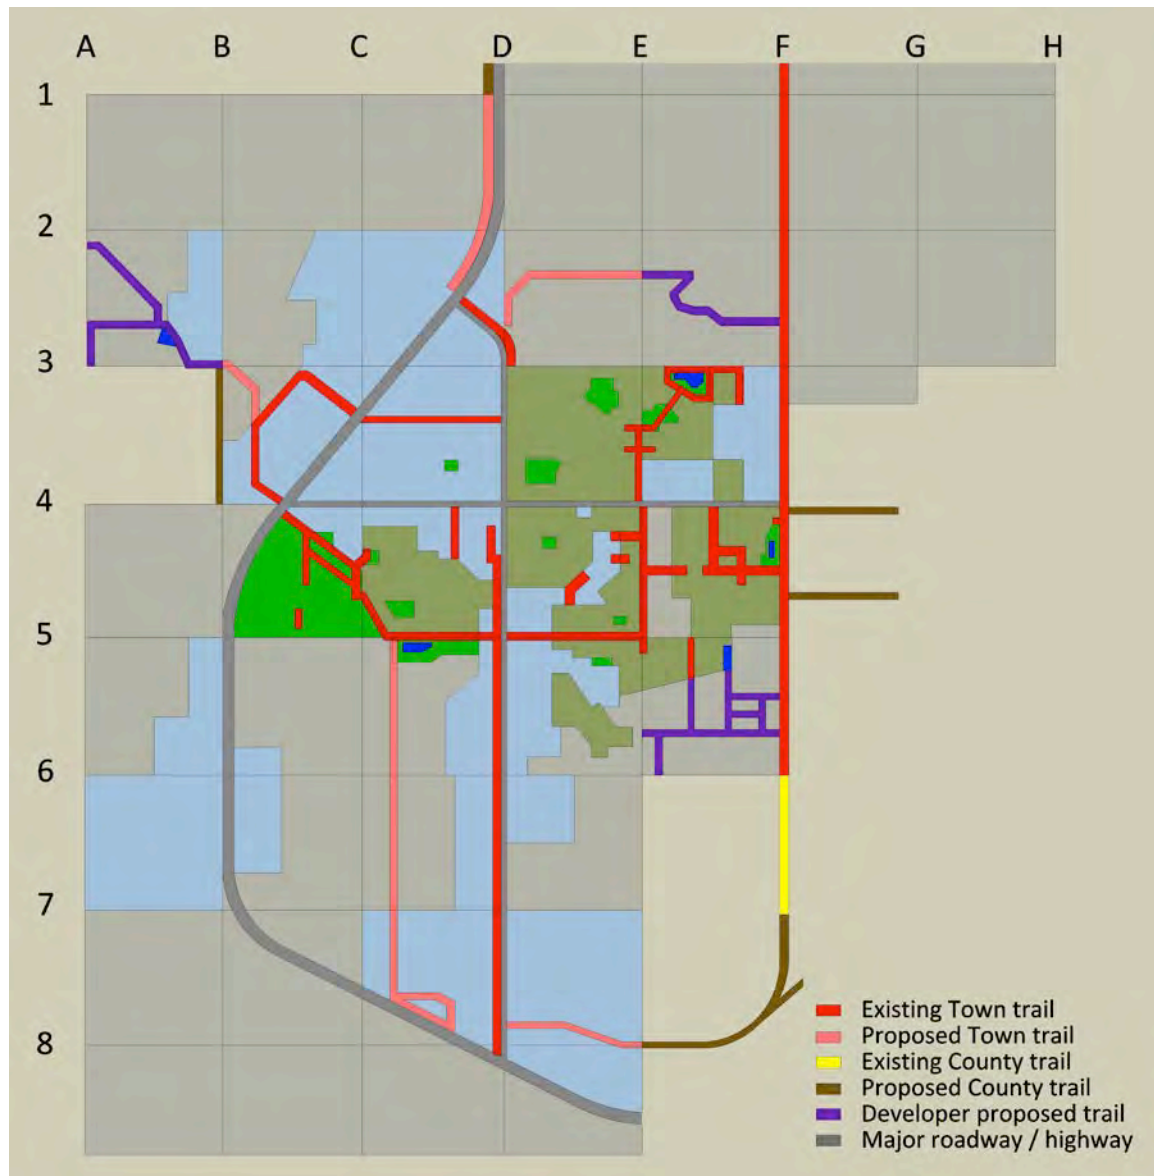 A B C D E F G H
1
2
3
4
5
6
7
8
Existing Town trail
Proposed Town trail
Existing County trail
Proposed County trail
Developer proposed trail
Major roadway / highway